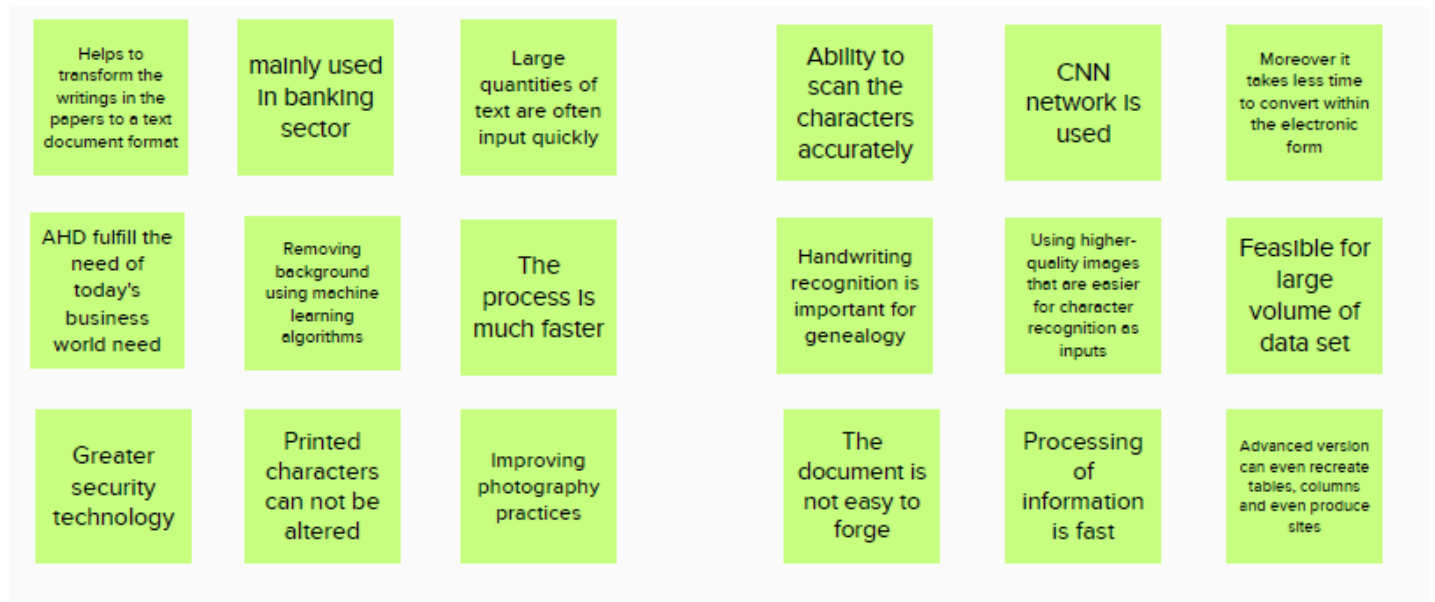 Helps to
transform the
writings in the
papers to a text
document format
mainly used
in banking
sector
Large
quantities of
text are often
input quickly
Ability to
scan the
characters
accurately
CNN
network is
used
Moreover it
takes less time
to convert within
the electronic
form
AHD fulfill the
need of
today's
business
world need
Removing
background
using machine
learning
algorithms
The
process is
much faster
Handwriting
recognition is
important for
genealogy
Using higher-
quality images
that are easier
for character
recognition as
inputs
Feasible for
large
volume of
data set
Greater
security
technology
Printed
characters
can not be
altered
Improving
photography
practices
The
document is
not easy to
forge
Processing
of
information
is fast
Advanced version
can even recreate
tables, columns
and even produce
sites